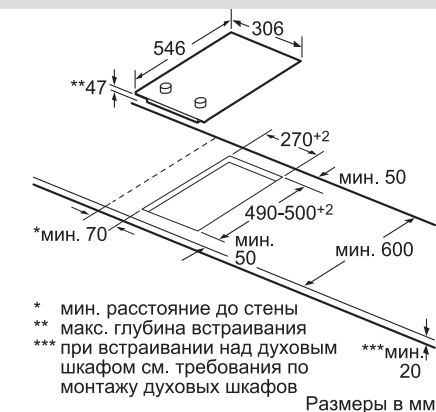 546
306
**47
270+2
мин. 50
490-500+2
*мин. 70
мин.
50
мин. 600
* мин. расстояние до стены
** макс. глубина встраивания
*** при встраивании над духовым
шкафом см. требования по
монтажу духовых шкафов
***мин.
20
Размеры в мм